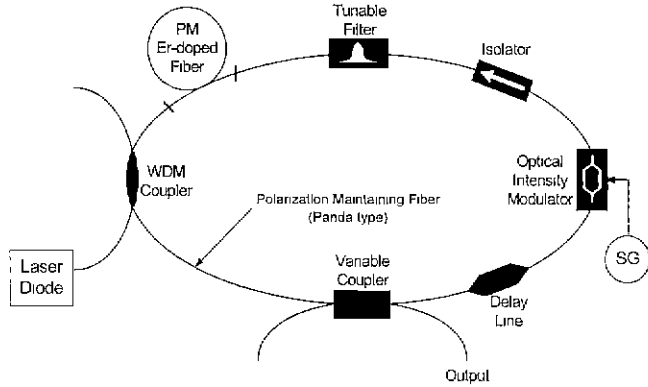 Tunable
Filter
PM
Er-doped
Fiber
Isolator
WDM
Coupler
Optical
Intensity
Modulator
Polarization Maintaining Fiber
(Panda type)
SG
Laser
Diode
Variable
Coupler
Delay
Line
Output